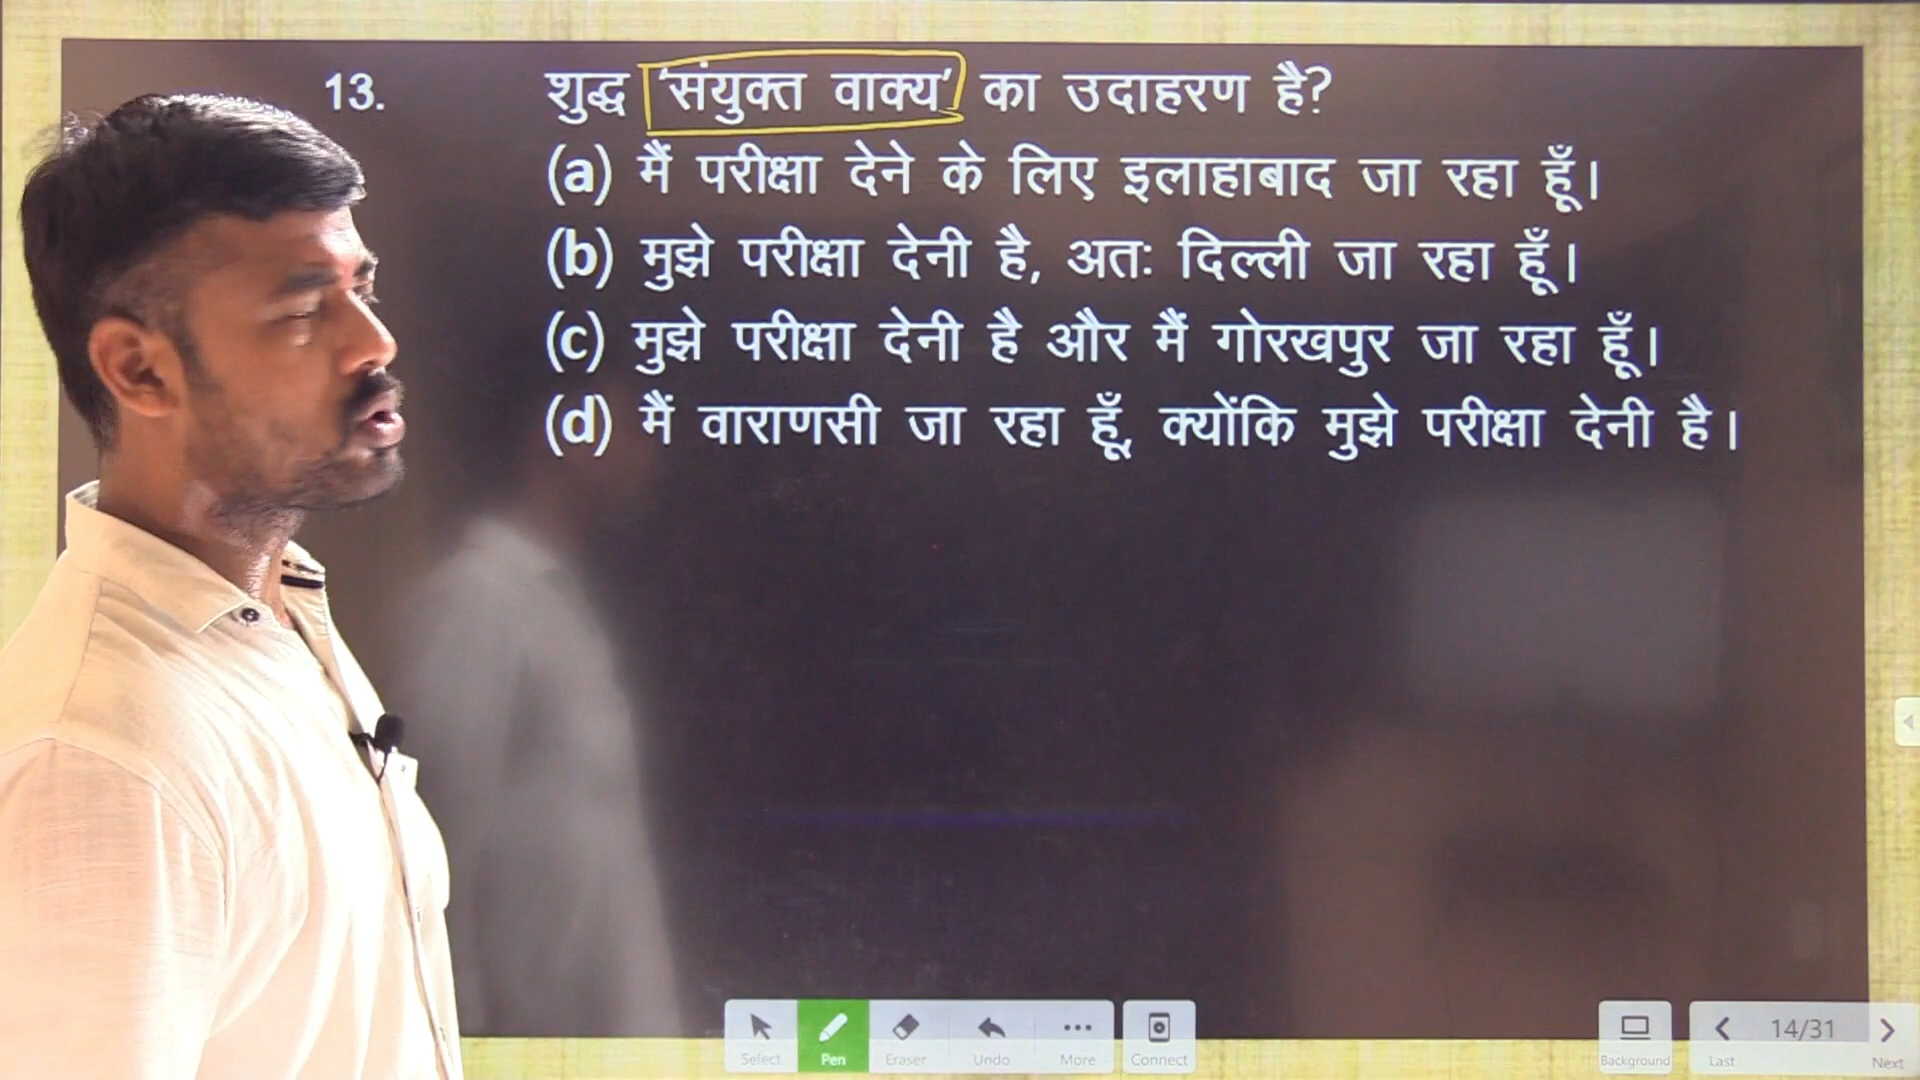 13. शुद्ध 'संयुक्त वाक्य' का उदाहरण है?
(a) मैं परीक्षा देने के लिए इलाहाबाद जा रहा हूँ।
(b) मुझे परीक्षा देनी है, अतः दिल्ली जा रहा हूँ।
(c) मुझे परीक्षा देनी है और मैं गोरखपुर जा रहा हूँ।
(d) मैं वाराणसी जा रहा हूँ, क्योंकि मुझे परीक्षा देनी है।
Select Pen Eraser Undo More Connect Background Last 14/31 Next